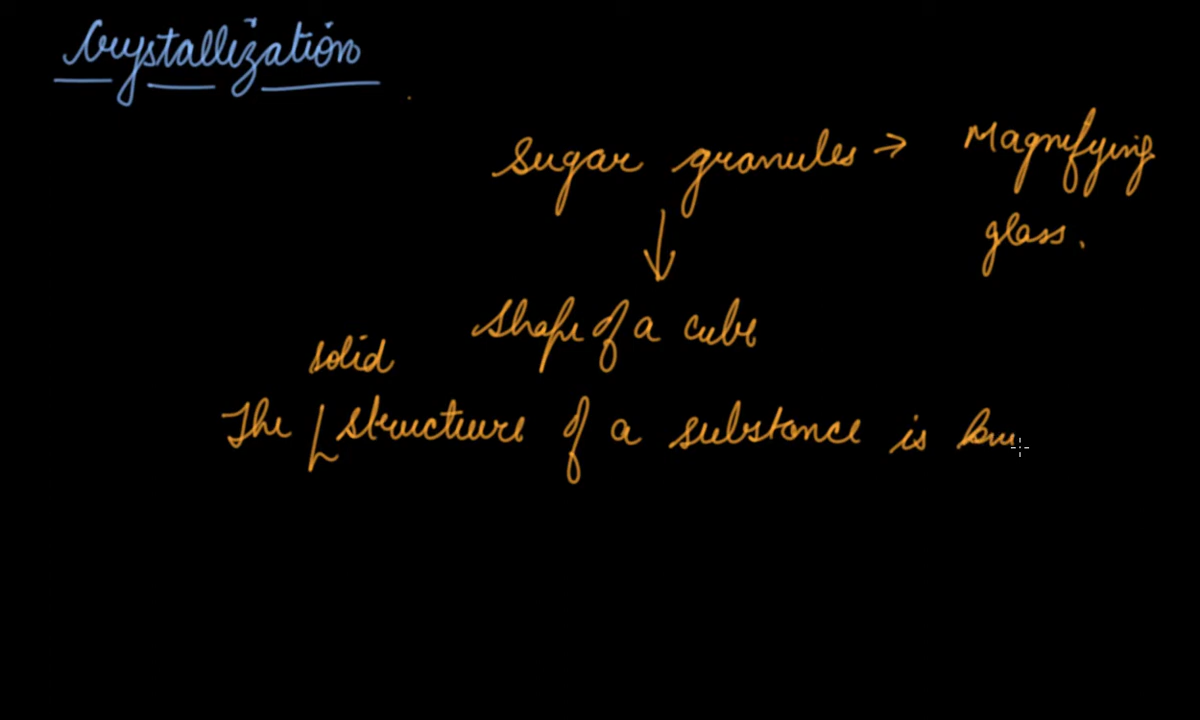 Crystallization
Sugar granules → Magnifying
glass.
↓
Shape of a cube
solid
The structure of a substance is